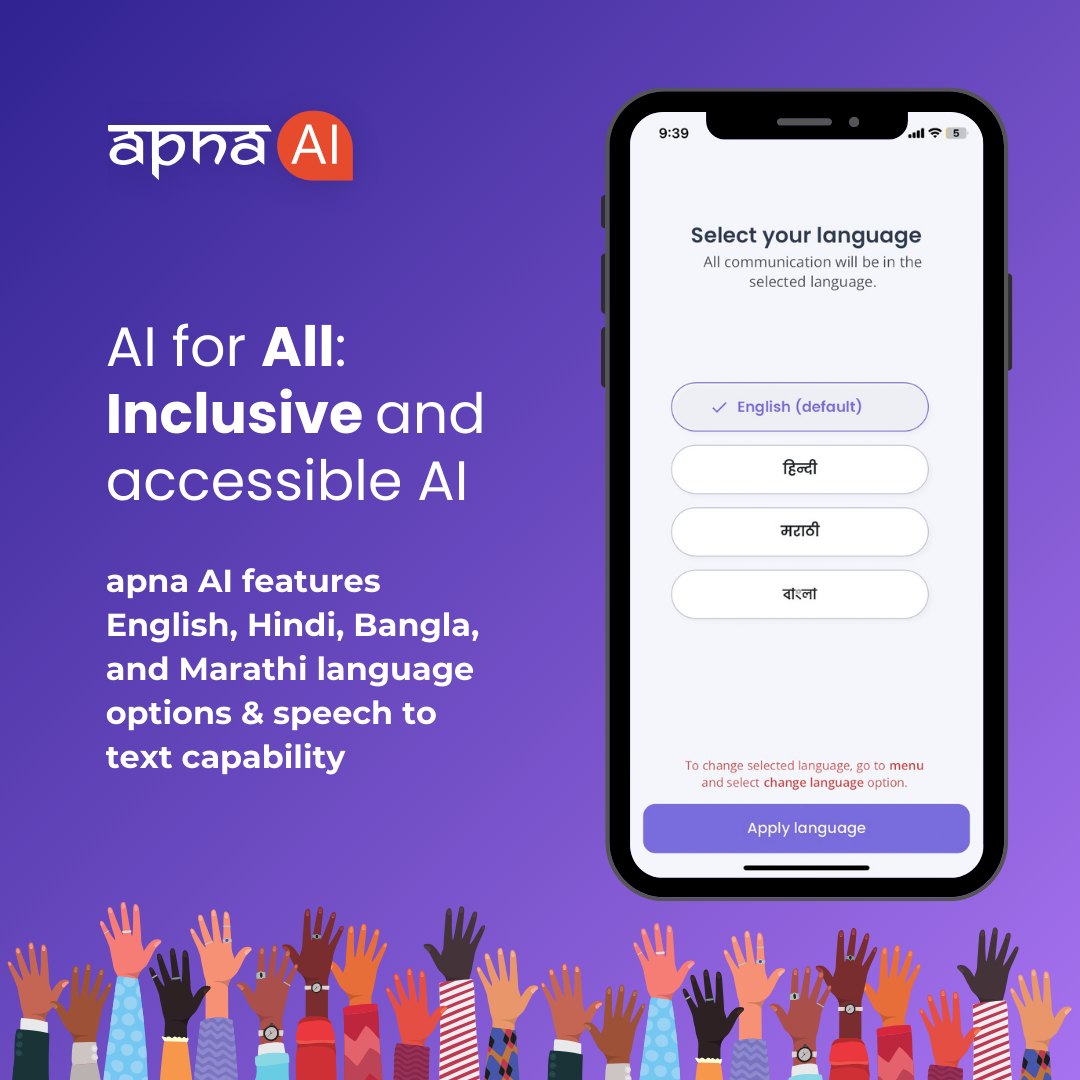 apna AI
AI for All:
Inclusive and
accessible AI
apna AI features
English, Hindi, Bangla,
and Marathi language
options & speech to
text capability
9:39
5
Select your language
All communication will be in the
selected language.
English (default)
हिन्दी
मराठी
বাংলা
To change selected language, go to menu
and select change language option.
Apply language